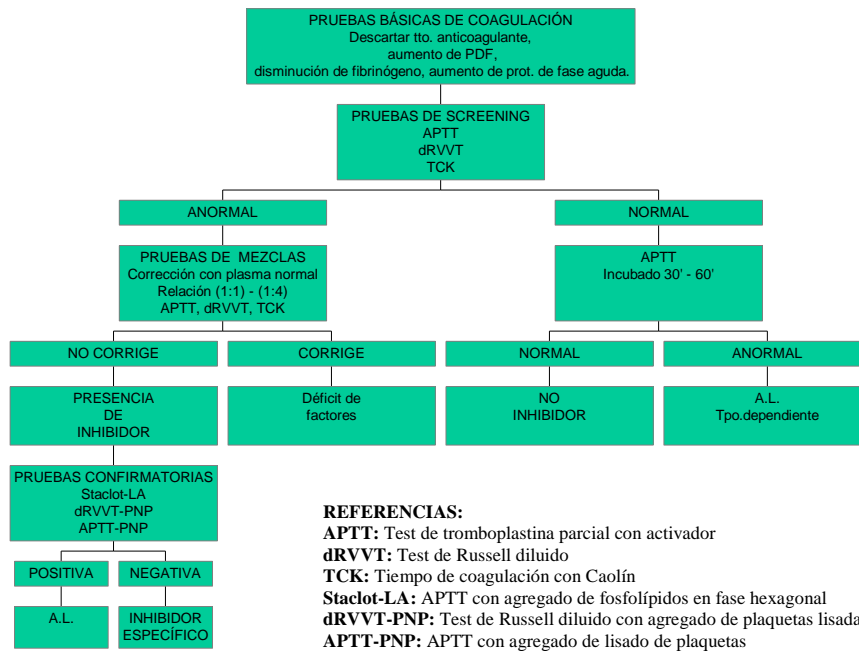 PRUEBAS BÁSICAS DE COAGULACIÓN
Descartar tto. anticoagulante,
aumento de PDF,
disminución de fibrinógeno, aumento de prot. de fase aguda.
PRUEBAS DE SCREENING
APTT
dRVVT
TCK
ANORMAL
NORMAL
PRUEBAS DE MEZCLAS
Corrección con plasma normal
Relación (1:1) - (1:4)
APTT, dRVVT, TCK
APTT
Incubado 30' - 60'
NO CORRIGE
CORRIGE
NORMAL
ANORMAL
PRESENCIA
DE
INHIBIDOR
Déficit de
factores
NO
INHIBIDOR
A.L.
Tpo.dependiente
PRUEBAS CONFIRMATORIAS
Staclot-LA
dRVVT-PNP
APTT-PNP
POSITIVA
NEGATIVA
A.L.
INHIBIDOR
ESPECÍFICO
REFERENCIAS:
APTT: Test de tromboplastina parcial con activador
dRVVT: Test de Russell diluido
TCK: Tiempo de coagulación con Caolín
Staclot-LA: APTT con agregado de fosfolípidos en fase hexagonal
dRVVT-PNP: Test de Russell diluido con agregado de plaquetas lisada
APTT-PNP: APTT con agregado de lisado de plaquetas